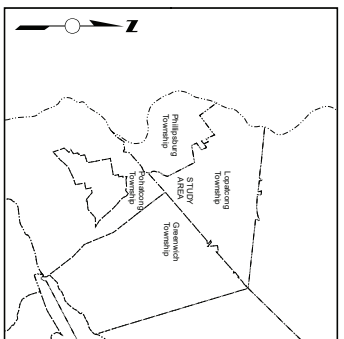 Z
Phillipsburg
Township
Lopatcong
Township
STUDY
AREA
Pohatcong
Township
Greenwich
Township